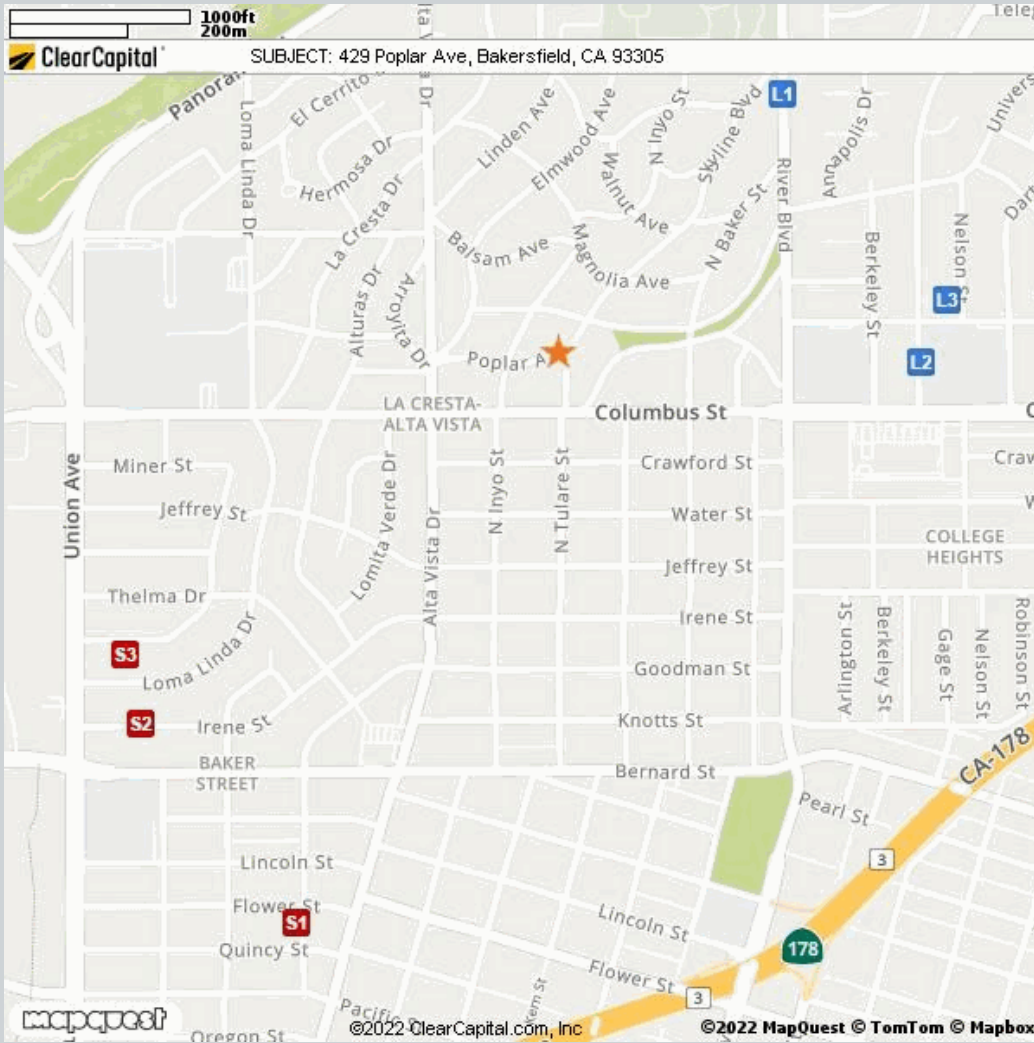 1000ft
200m
ClearCapital
SUBJECT: 429 Poplar Ave, Bakersfield, CA 93305
L1
Loma Linda Dr
El Cerrito
Hermosa Dr
La Cresta Dr
Linden Ave
Elmwood Ave
N Inyo St
Skyline Blvd
Walnut Ave
Annapolis Dr
River Blvd
N Baker St
Balsam Ave
Magnolia Ave
Alturas Dr
Arroyita Dr
Berkeley St
Nelson St
L3
L2
Poplar A
LA CRESTA-
ALTA VISTA
Columbus St
Union Ave
Miner St
Jeffrey St
Lomita Verde Dr
Alta Vista Dr
N Inyo St
N Tulare St
Crawford St
Water St
Jeffrey St
COLLEGE
HEIGHTS
Thelma Dr
Irene St
S3
Loma Linda Dr
Goodman St
Arlington St
Berkeley St
Gage St
Nelson St
Robinson St
S2
Irene St
Knotts St
BAKER
STREET
Bernard St
CA-178
Pearl St
3
Lincoln St
Flower St
S1
Quincy St
Lincoln St
178
Flower St
3
mapquest
Pacific
Kern St
Oregon St
©2022 ClearCapital.com, Inc
©2022 MapQuest © TomTom © Mapbox